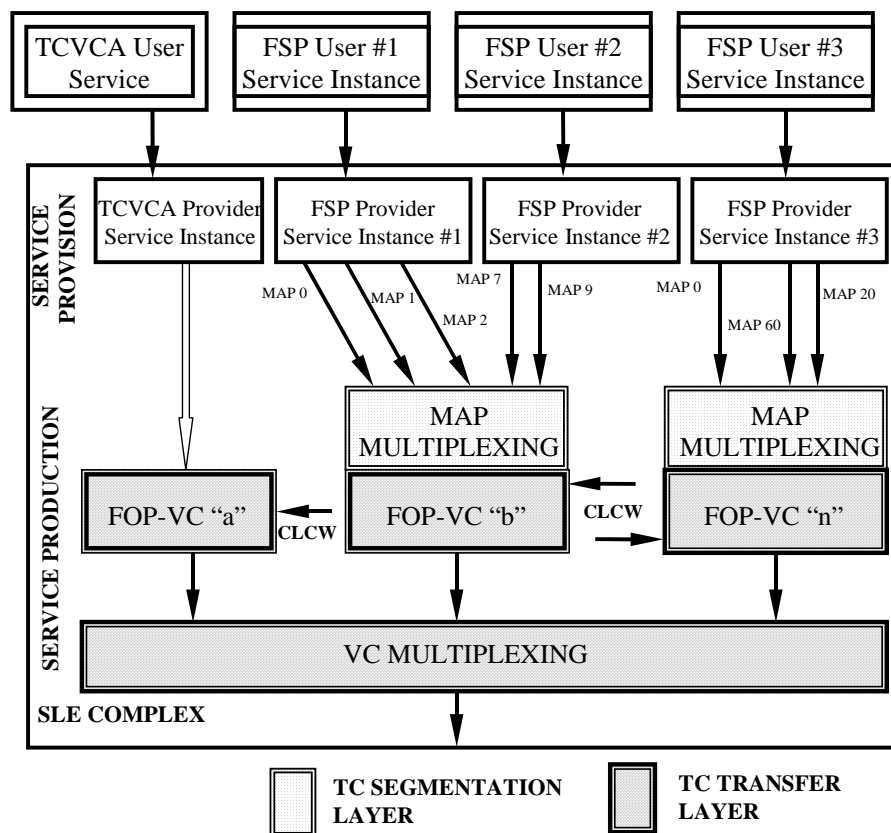 TCVCA User
Service
FSP User #1
Service Instance
FSP User #2
Service Instance
FSP User #3
Service Instance
SERVICE
PROVISION
TCVCA Provider
Service Instance
FSP Provider
Service Instance #1
FSP Provider
Service Instance #2
FSP Provider
Service Instance #3
MAP 0
MAP 1
MAP 2
MAP 7
MAP 9
MAP 0
MAP 60
MAP 20
SERVICE PRODUCTION
MAP
MULTIPLEXING
MAP
MULTIPLEXING
FOP-VC “a”
CLCW
FOP-VC “b”
CLCW
FOP-VC “n”
VC MULTIPLEXING
SLE COMPLEX
TC SEGMENTATION
LAYER
TC TRANSFER
LAYER